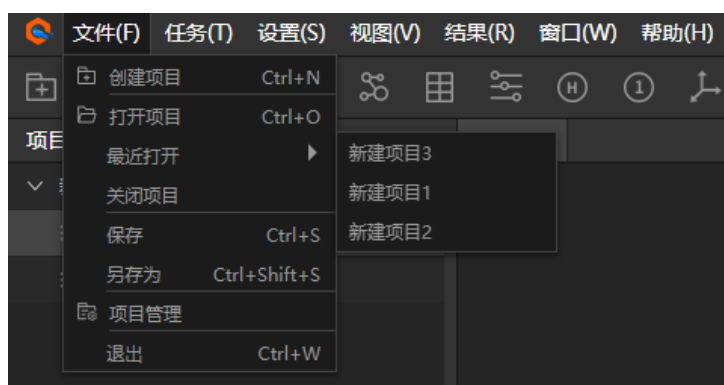 文件(F) 任务(T) 设置(S) 视图(V) 结果(R) 窗口(W) 帮助(H)
H 1
项目
创建项目 Ctrl+N
打开项目 Ctrl+O
最近打开
新建项目3
新建项目1
新建项目2
关闭项目
保存 Ctrl+S
另存为 Ctrl+Shift+S
项目管理
退出 Ctrl+W